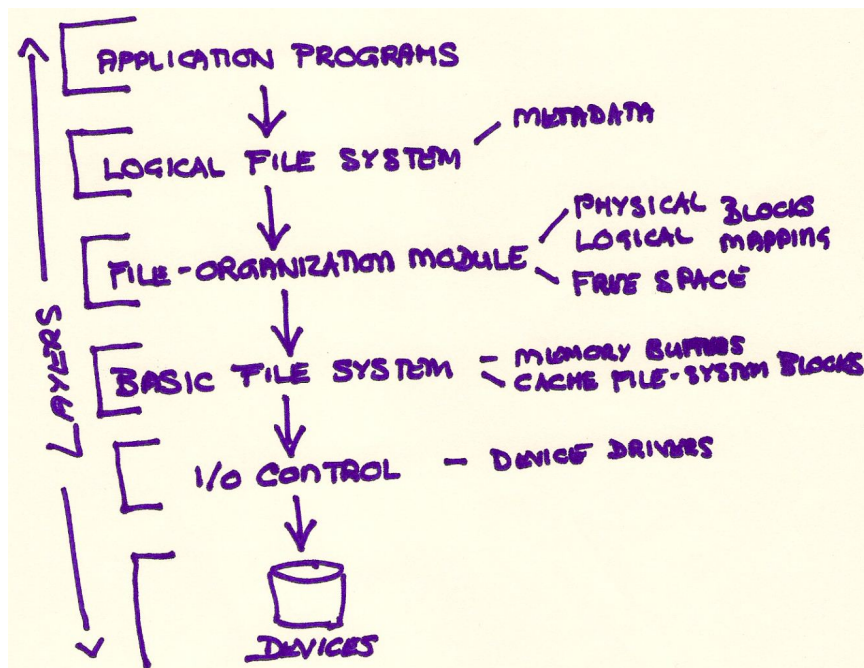 APPLICATION PROGRAMS
METADATA
LOGICAL FILE SYSTEM
PHYSICAL BLOCKS
LOGICAL MAPPING
FILE-ORGANIZATION MODULE
FREE SPACE
LAYERS
MEMORY BUFFERS
BASIC FILE SYSTEM
CACHE FILE-SYSTEM BLOCKS
I/O CONTROL
DEVICE DRIVERS
DEVICES